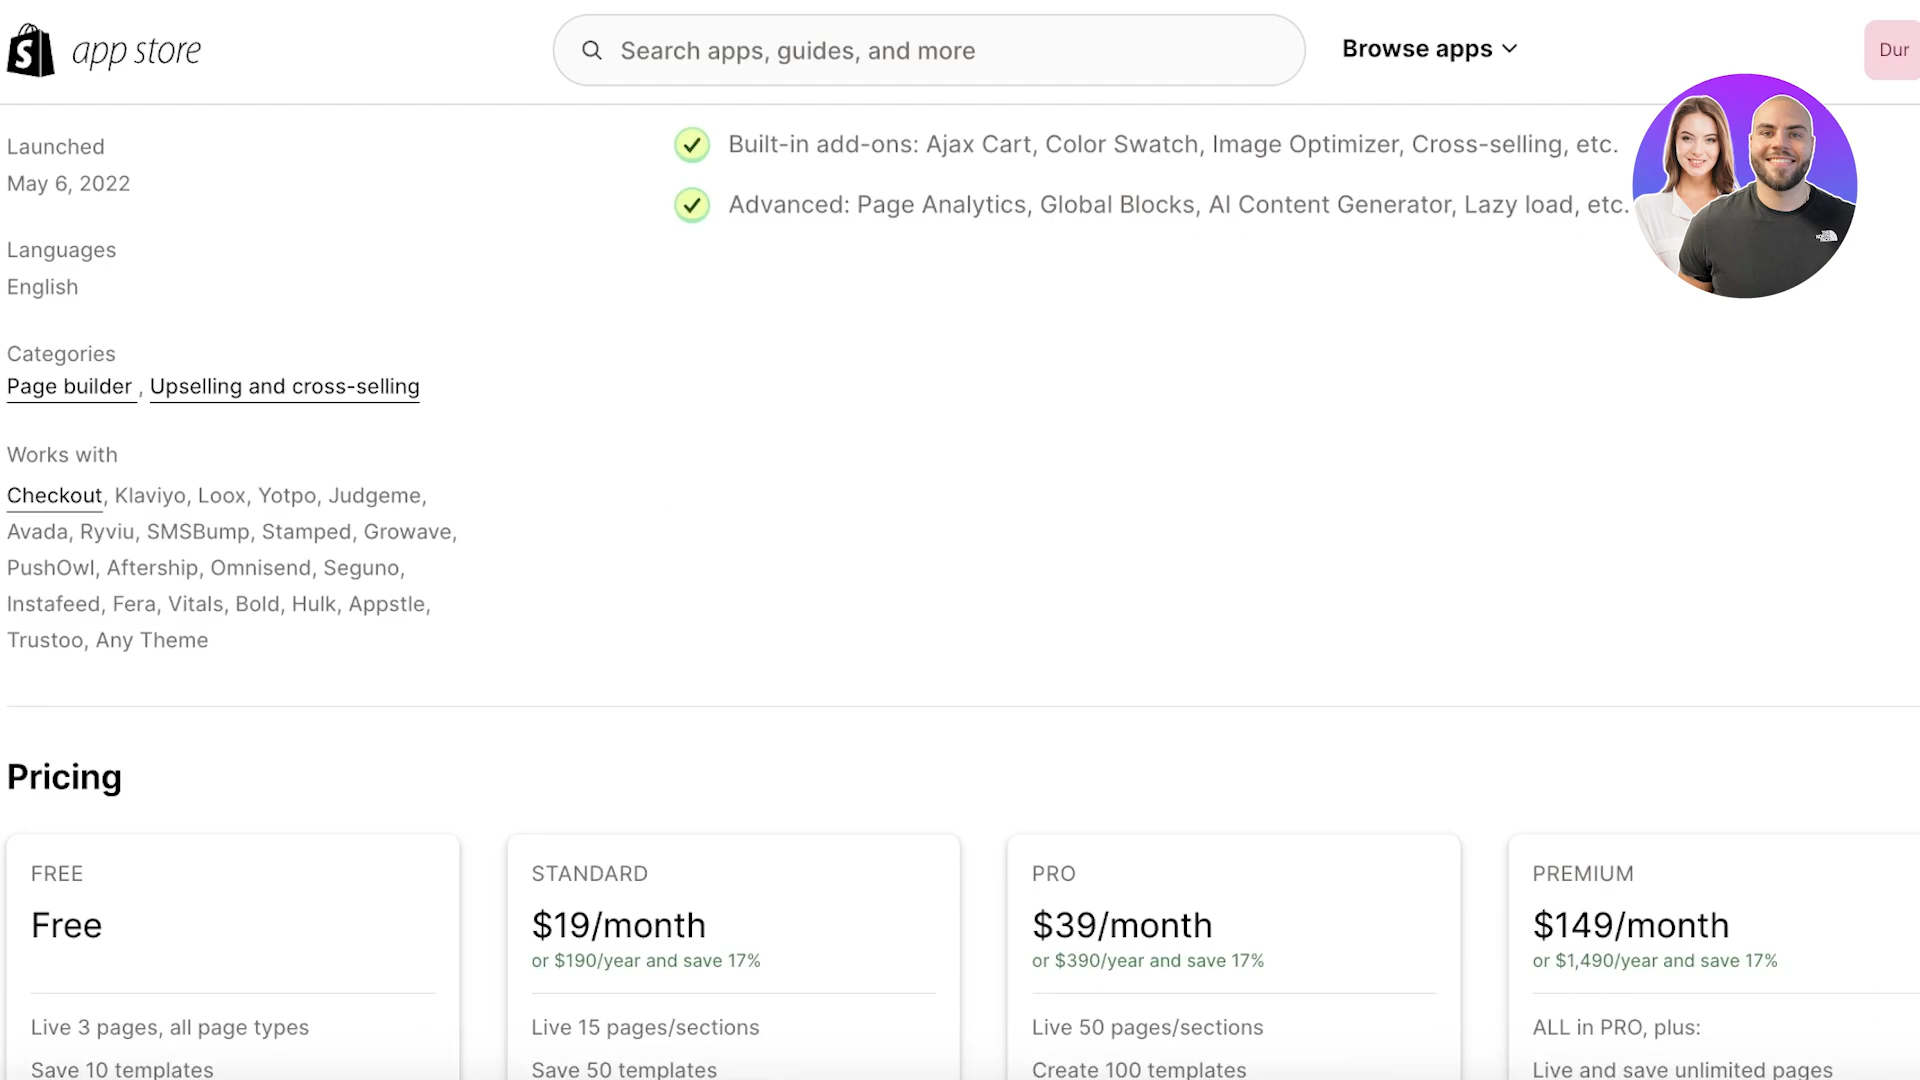 app store
Search apps, guides, and more
Browse apps
Dur
Launched
May 6, 2022
Languages
English
Categories
Page builder , Upselling and cross-selling
Works with
Checkout, Klaviyo, Loox, Yotpo, Judgeme,
Avada, Ryviu, SMSBump, Stamped, Growave,
PushOwl, Aftership, Omnisend, Seguno,
Instafeed, Fera, Vitals, Bold, Hulk, Appstle,
Trustoo, Any Theme
Built-in add-ons: Ajax Cart, Color Swatch, Image Optimizer, Cross-selling, etc.
Advanced: Page Analytics, Global Blocks, AI Content Generator, Lazy load, etc.
THE NORTH FACE
Pricing
FREE
Free
Live 3 pages, all page types
Save 10 templates
STANDARD
$19/month
or $190/year and save 17%
Live 15 pages/sections
Save 50 templates
PRO
$39/month
or $390/year and save 17%
Live 50 pages/sections
Create 100 templates
PREMIUM
$149/month
or $1,490/year and save 17%
ALL in PRO, plus:
Live and save unlimited pages